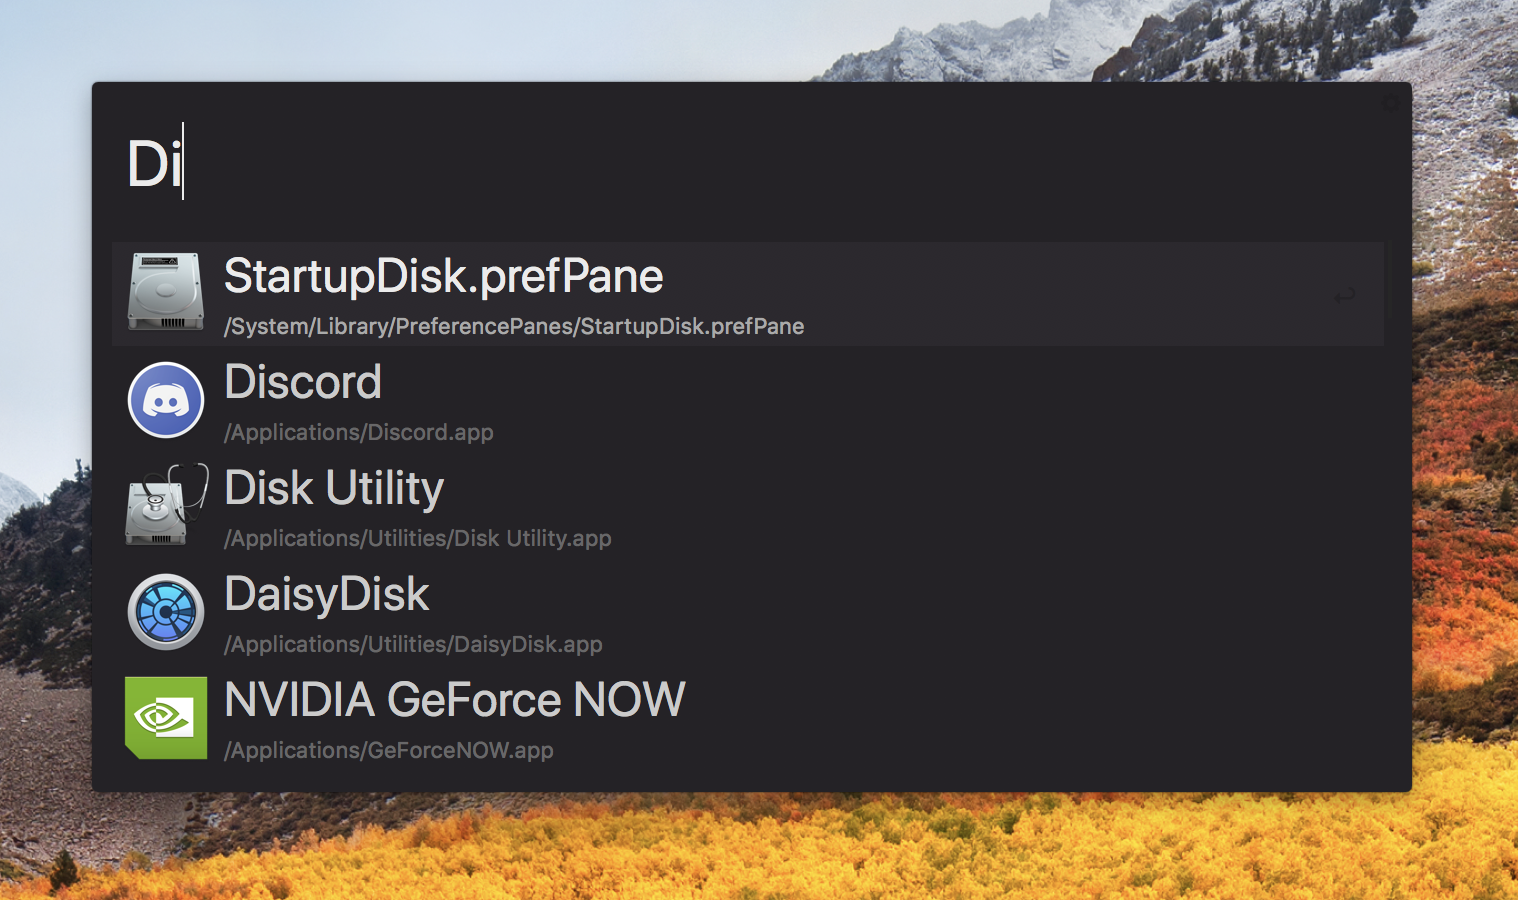 Di
StartupDisk.prefPane
/System/Library/PreferencePanes/StartupDisk.prefPane
Discord
/Applications/Discord.app
Disk Utility
/Applications/Utilities/Disk Utility.app
DaisyDisk
/Applications/Utilities/DaisyDisk.app
NVIDIA GeForce NOW
/Applications/GeForceNOW.app